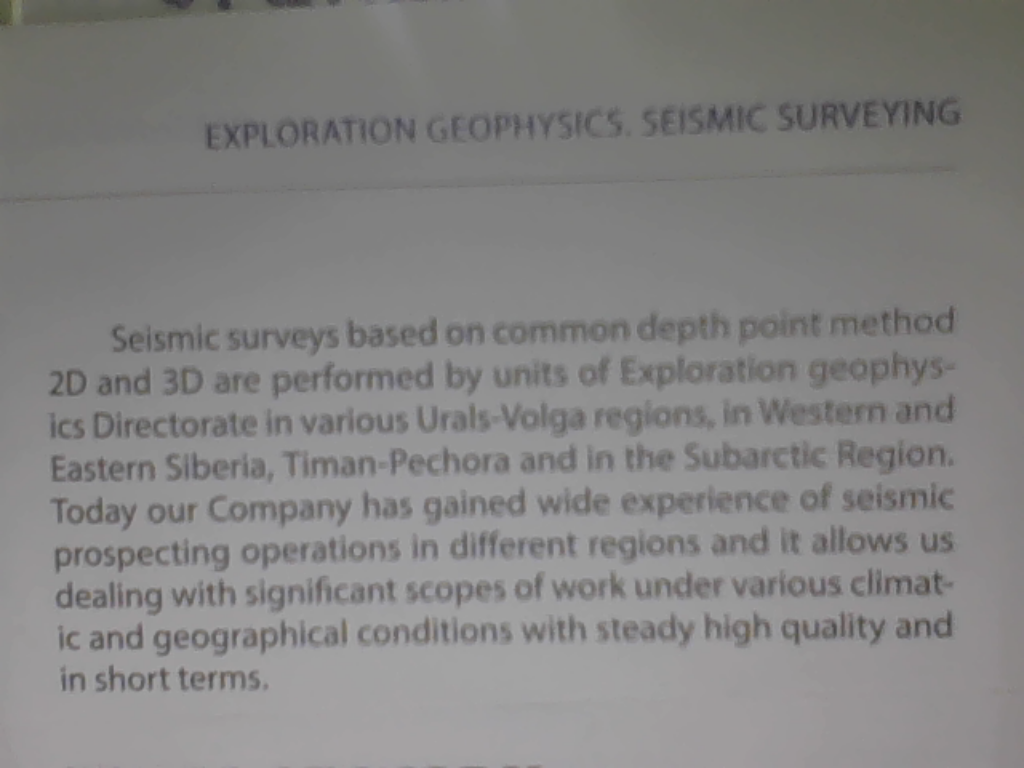 EXPLORATION GEOPHYSICS. SEISMIC SURVEYING
Seismic surveys based on common depth point method
2D and 3D are performed by units of Exploration geophys-
ics Directorate in various Urals-Volga regions, in Western and
Eastern Siberia, Timan-Pechora and in the Subarctic Region.
Today our Company has gained wide experience of seismic
prospecting operations in different regions and it allows us
dealing with significant scopes of work under various climat-
ic and geographical conditions with steady high quality and
in short terms.